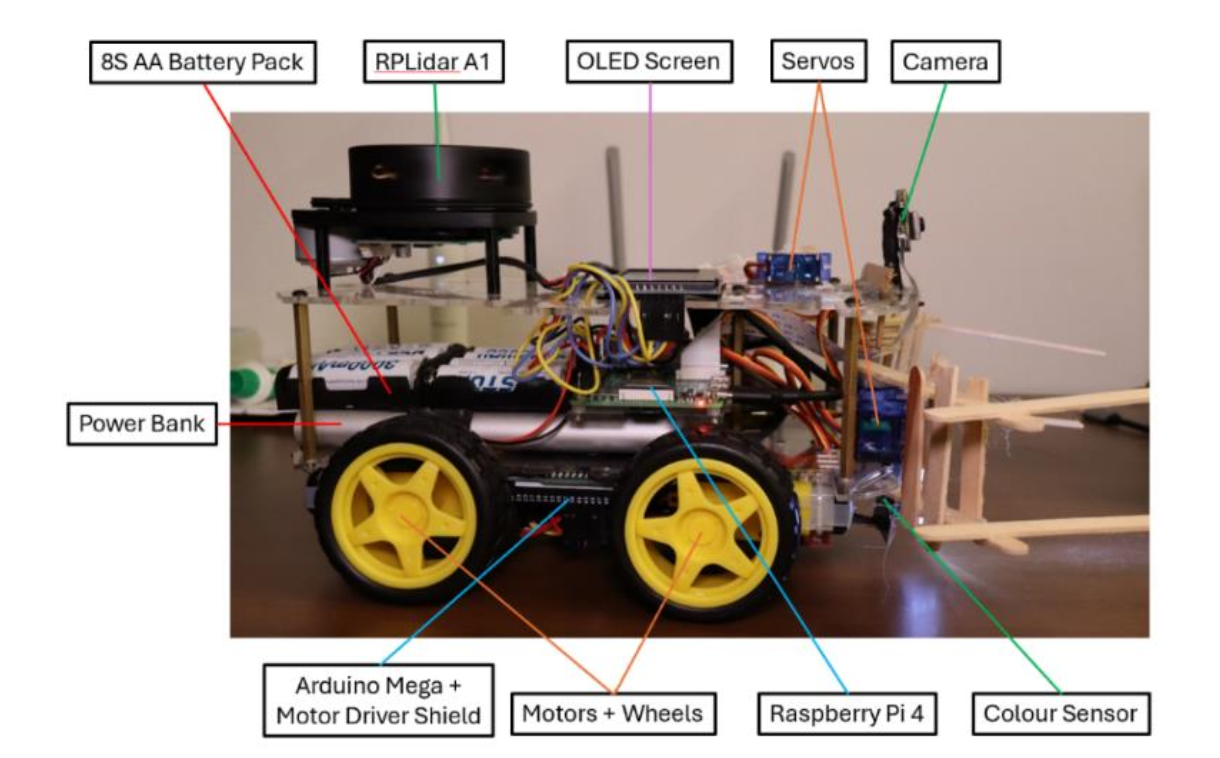 8S AA Battery Pack
RPLidar A1
OLED Screen
Servos
Camera
Power Bank
Arduino Mega +
Motor Driver Shield
Motors + Wheels
Raspberry Pi 4
Colour Sensor